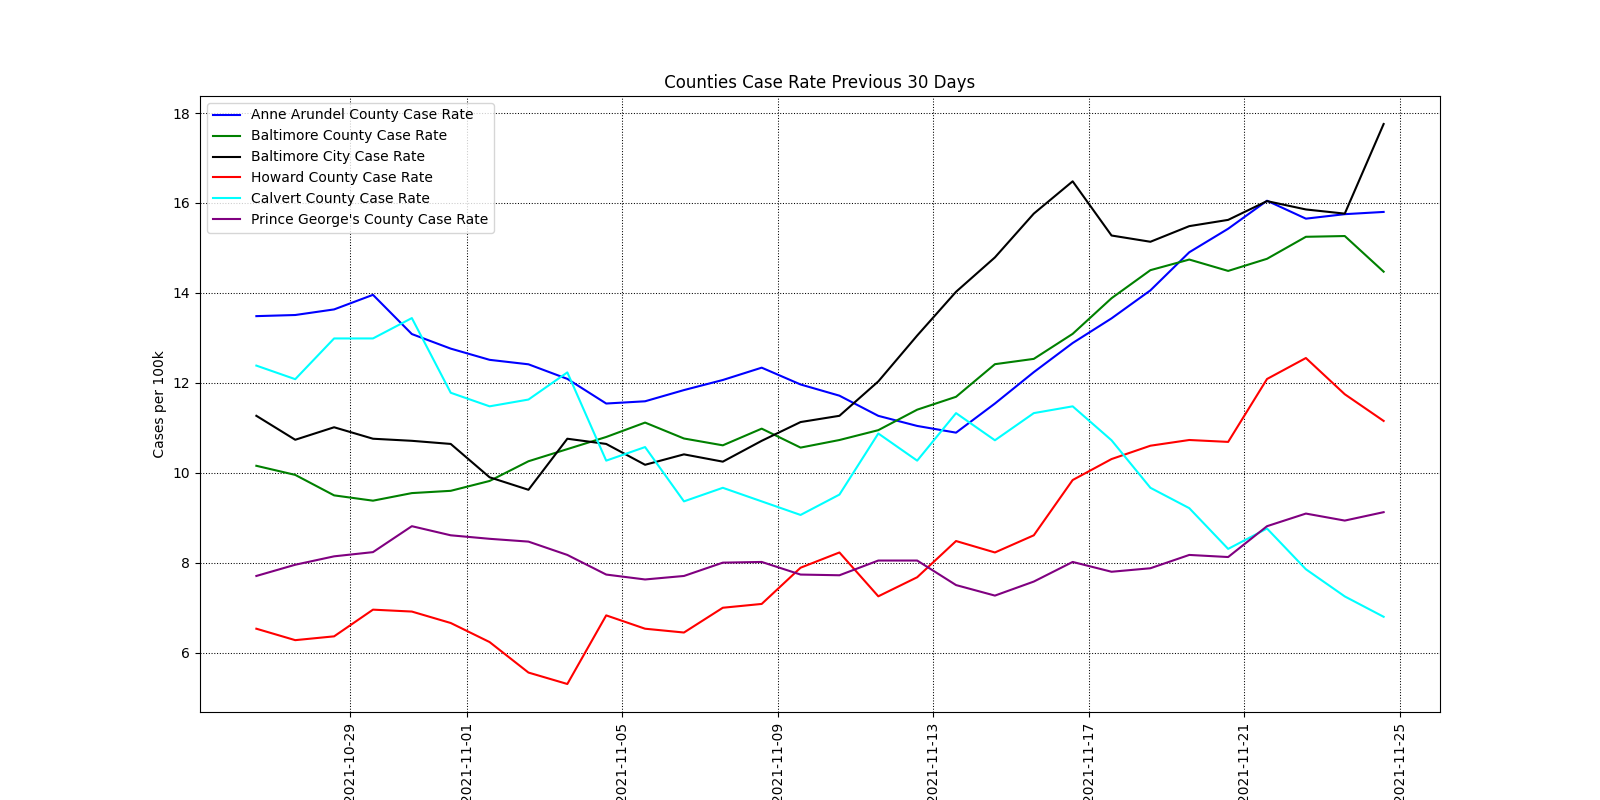 Counties Case Rate Previous 30 Days
Cases per 100k
18
16
14
12
10
8
6
Anne Arundel County Case Rate
Baltimore County Case Rate
Baltimore City Case Rate
Howard County Case Rate
Calvert County Case Rate
Prince George's County Case Rate
2021-10-29
2021-11-01
2021-11-05
2021-11-09
2021-11-13
2021-11-17
2021-11-21
2021-11-25